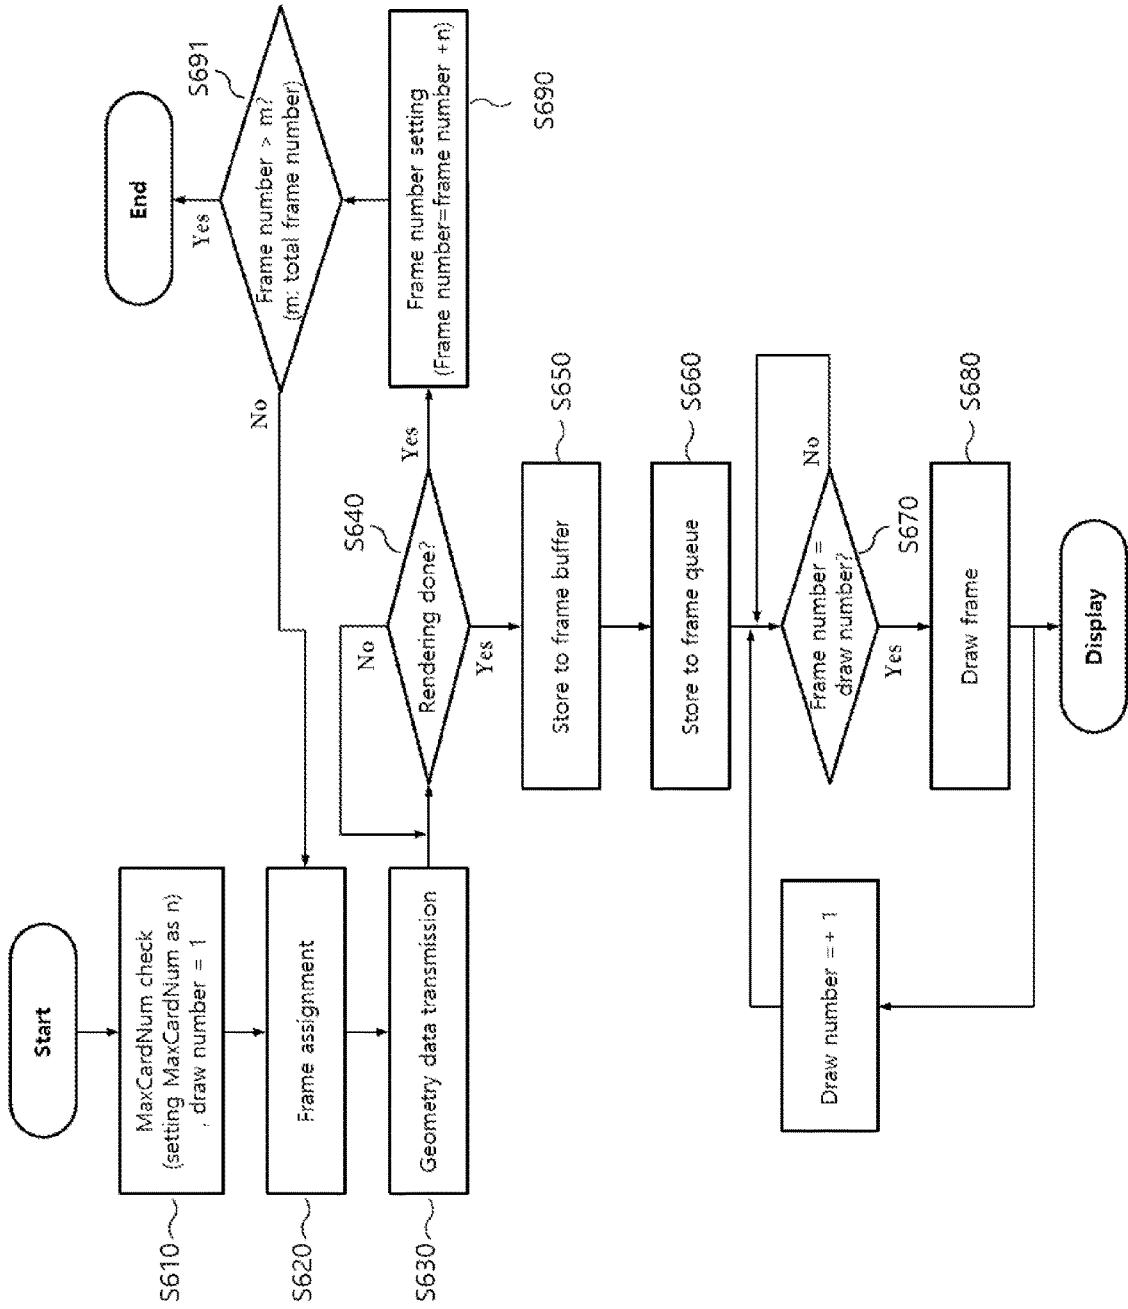 Start
S610
MaxCardNum check
(setting MaxCardNum as n)
, draw number = 1
S620
Frame assignment
S630
Geometry data transmission
S640
Rendering done?
No
Yes
Yes
S650
Store to frame buffer
S660
Store to frame queue
S670
Frame number =
draw number?
No
Yes
S680
Draw frame
Draw number =+ 1
Display
S690
Frame number setting
(Frame number=frame number +n)
S691
Frame number > m?
(m: total frame number)
No
Yes
End